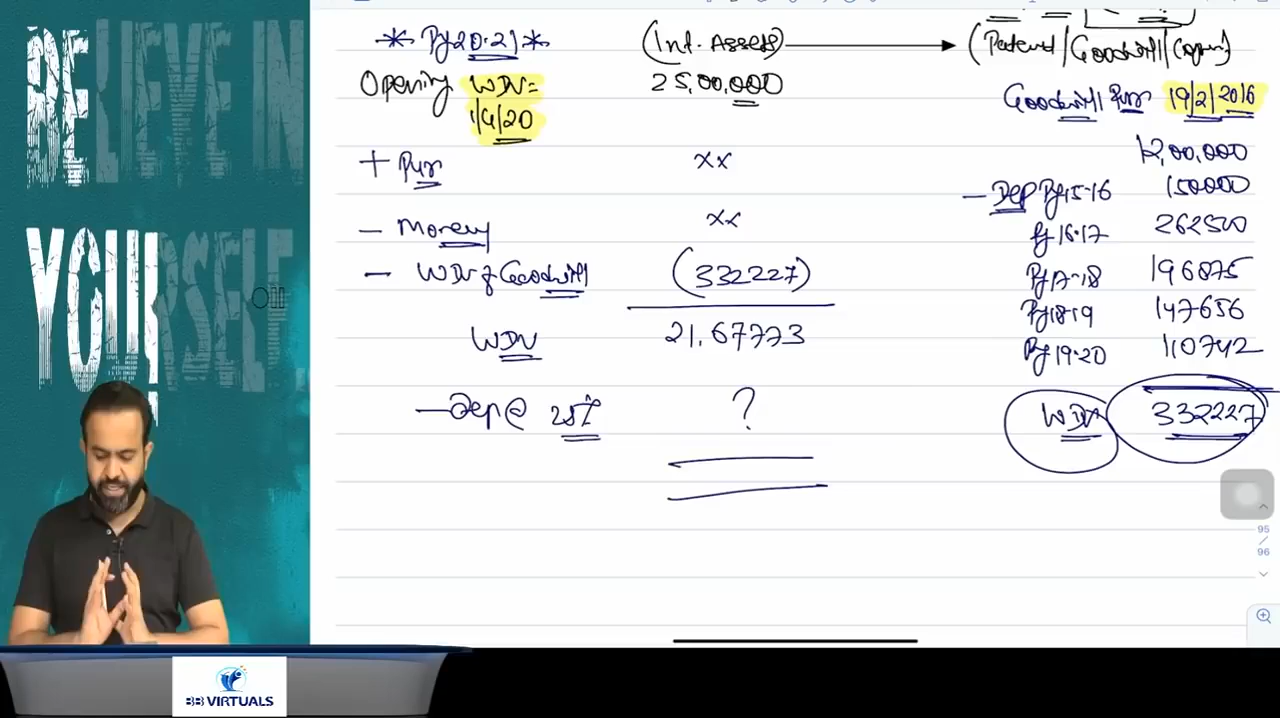 BELIEVE IN
YOURSELF
* Py 20-21 *
(Int. Assets)
(Patent / Goodwill / Copyri)
Opening WDV =
1/4/20
25,00,000
Goodwill Pur 19/2/2016
12,00,000
+ Pur
xx
- Dep Py 15-16 150000
- Money
xx
Py 16-17 262500
- WDV of Goodwill
(332227)
Py 17-18 196875
Py 18-19 147656
WDV
21,67773
Py 19-20 110742
- Dep @ 25%
?
WDV 332227
95
/
96
BB VIRTUALS